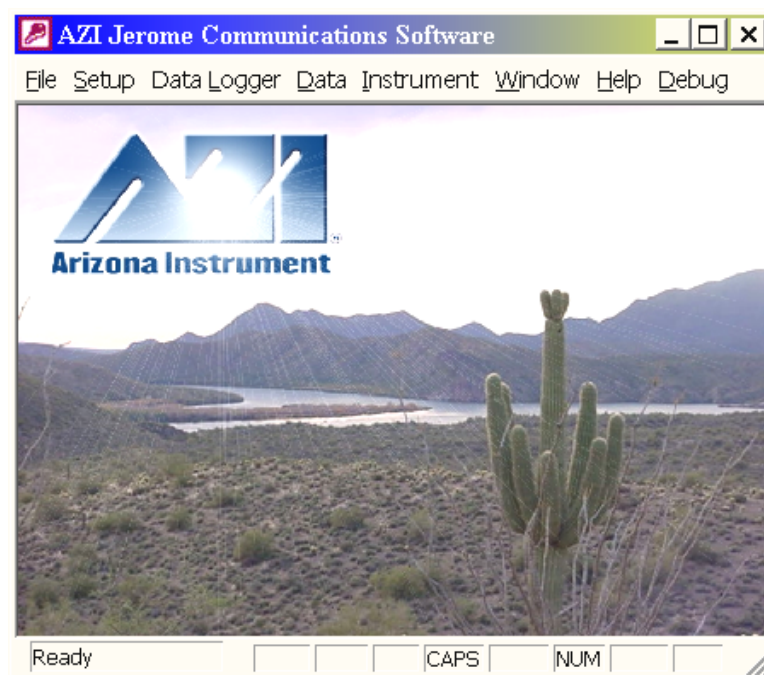 AZI Jerome Communications Software
File Setup Data Logger Data Instrument Window Help Debug
AZI
®
Arizona Instrument
Ready CAPS NUM